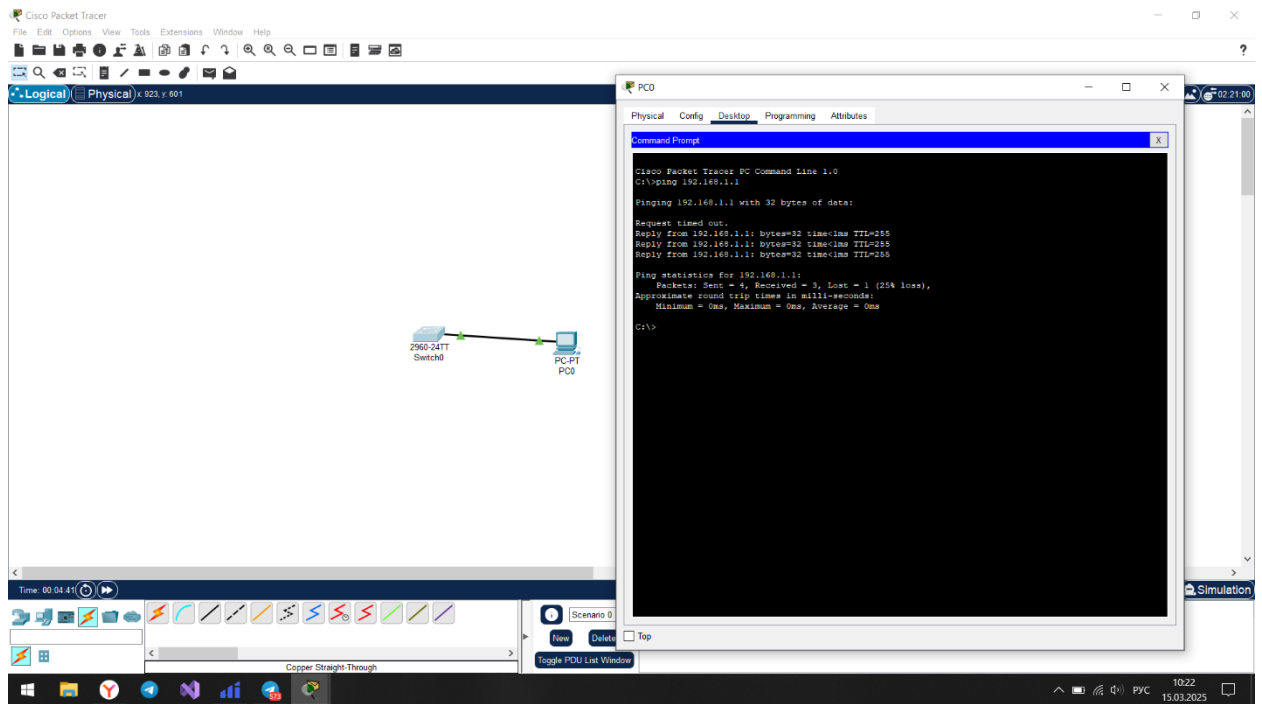 Cisco Packet Tracer
File Edit Options View Tools Extensions Window Help
?
Logical Physical x: 923, y: 601
02:21:00
PC0
Physical Config Desktop Programming Attributes
Command Prompt X
Cisco Packet Tracer PC Command Line 1.0
C:\>ping 192.168.1.1
Pinging 192.168.1.1 with 32 bytes of data:
Request timed out.
Reply from 192.168.1.1: bytes=32 time<1ms TTL=255
Reply from 192.168.1.1: bytes=32 time<1ms TTL=255
Reply from 192.168.1.1: bytes=32 time<1ms TTL=255
Ping statistics for 192.168.1.1:
Packets: Sent = 4, Received = 3, Lost = 1 (25% loss),
Approximate round trip times in milli-seconds:
Minimum = 0ms, Maximum = 0ms, Average = 0ms
C:\>
2960-24TT
Switch0
PC-PT
PC0
Time: 00:04:41
Simulation
Scenario 0
New Delete
Toggle PDU List Window
Top
Copper Straight-Through
573
РУС
10:22
15.03.2025